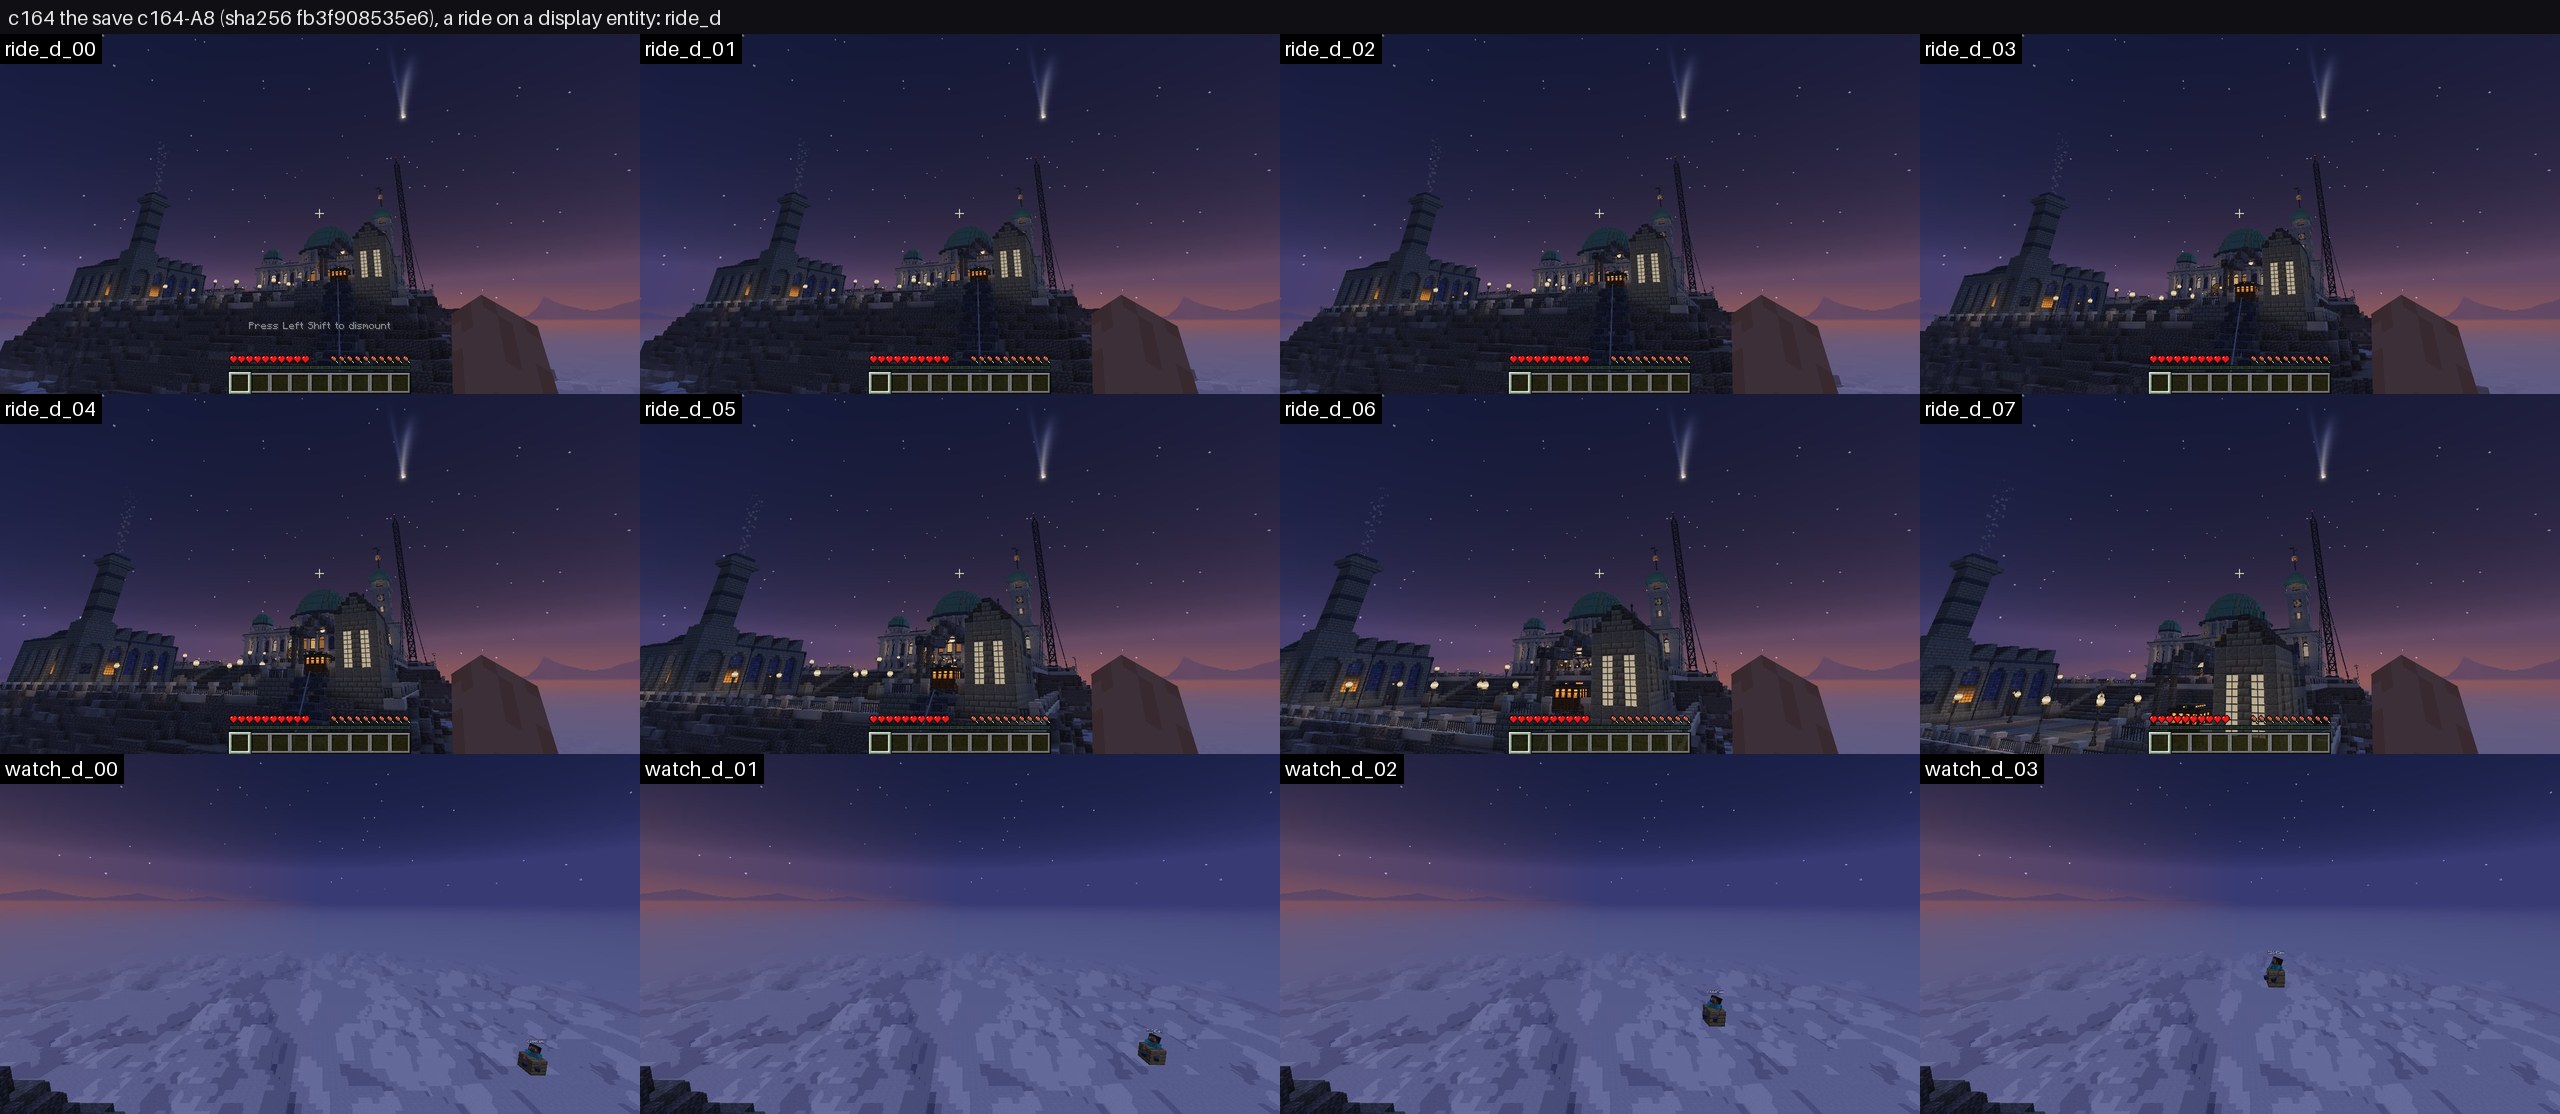 c164 the save c164-A8 (sha256 fb3f908535e6), a ride on a display entity: ride_d
ride_d_00
ride_d_01
ride_d_02
ride_d_03
Press Left Shift to dismount
ride_d_04
ride_d_05
ride_d_06
ride_d_07
watch_d_00
watch_d_01
watch_d_02
watch_d_03